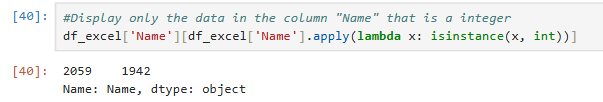 [40]: #Display only the data in the column "Name" that is a integer
df_excel['Name'][df_excel['Name'].apply(lambda x: isinstance(x, int))]
[40]: 2059    1942
Name: Name, dtype: object